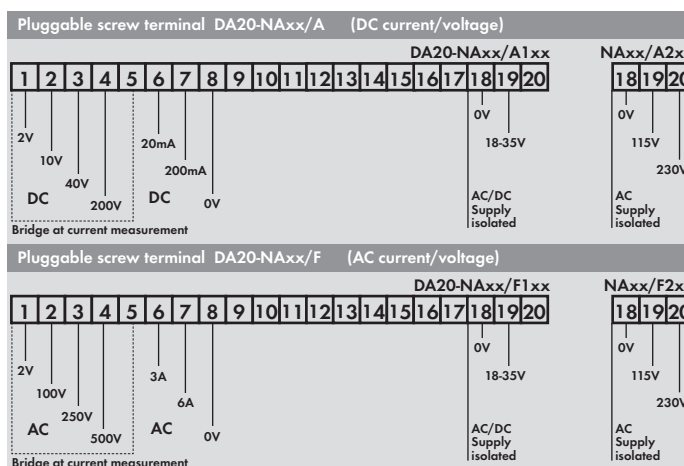 Pluggable screw terminal DA20-NAxx/A (DC current/voltage)
DA20-NAxx/A1xx NAxx/A2x
1 2 3 4 5 6 7 8 9 10 11 12 13 14 15 16 17 18 19 20 18 19 20
2V 10V 40V 200V 20mA 200mA 0V 0V 18-35V 0V 115V 230V
DC DC
AC/DC Supply isolated
AC Supply isolated
Bridge at current measurement
Pluggable screw terminal DA20-NAxx/F (AC current/voltage)
DA20-NAxx/F1xx NAxx/F2x
1 2 3 4 5 6 7 8 9 10 11 12 13 14 15 16 17 18 19 20 18 19 20
2V 100V 250V 500V 3A 6A 0V 0V 18-35V 0V 115V 230V
AC AC
AC/DC Supply isolated
AC Supply isolated
Bridge at current measurement